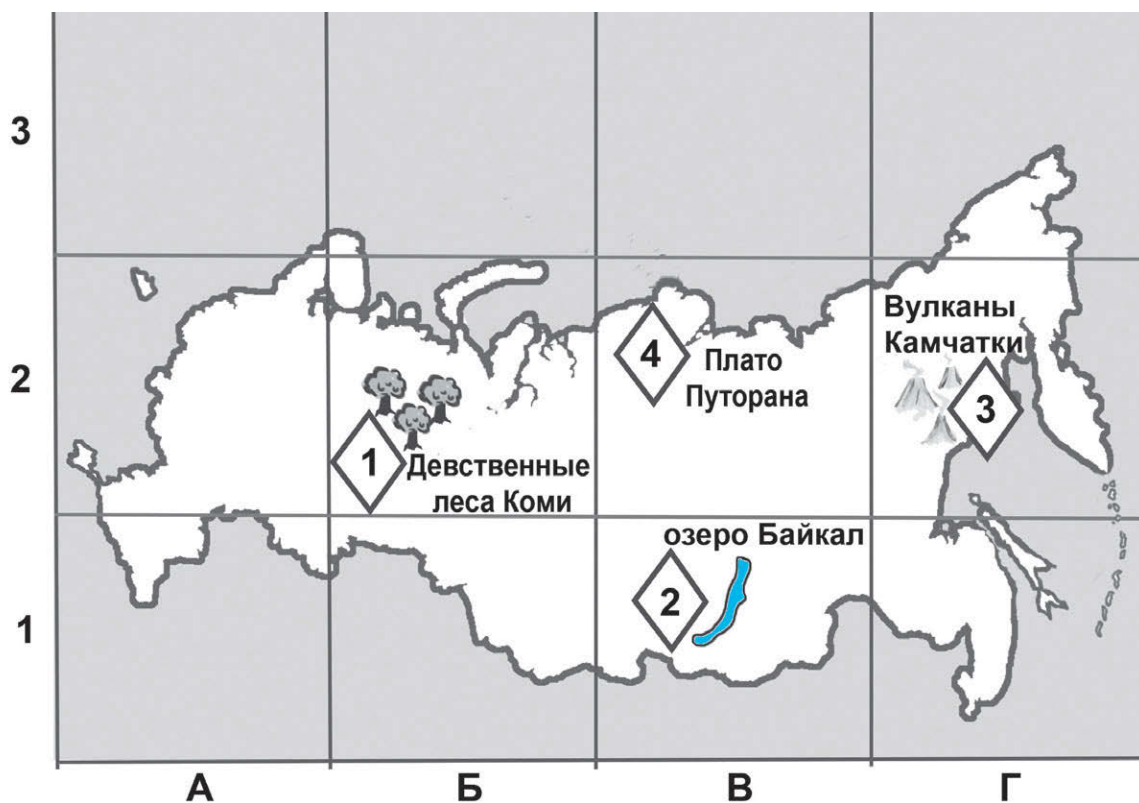 3
Вулканы
Камчатки
4
Плато
Путорана
2
3
1
Девственные
леса Коми
озеро Байкал
2
1
А Б В Г